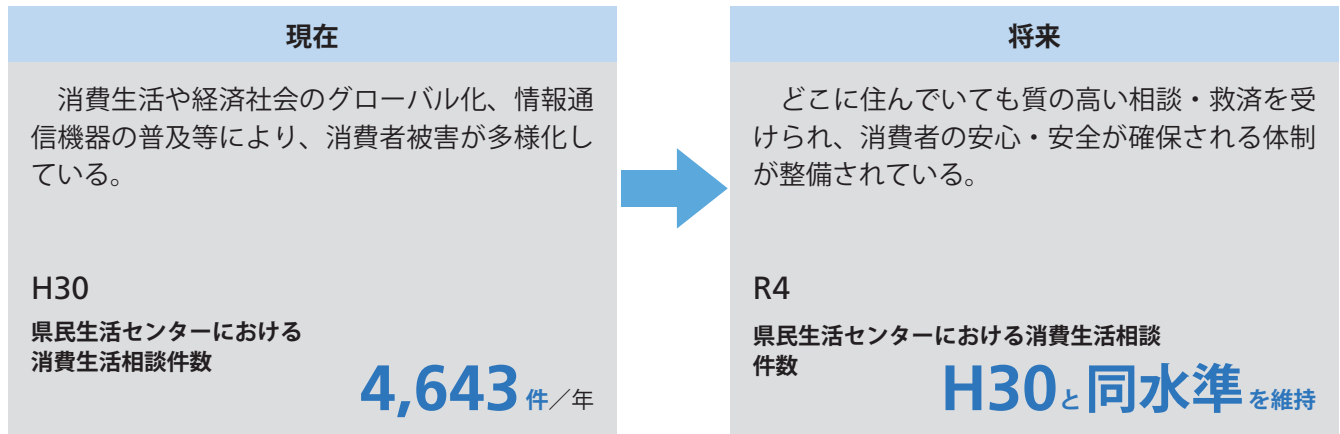 現在
消費生活や経済社会のグローバル化、情報通
信機器の普及等により、消費者被害が多様化し
ている。
H30
県民生活センターにおける
消費生活相談件数
4,643件／年
将来
どこに住んでいても質の高い相談・救済を受
けられ、消費者の安心・安全が確保される体制
が整備されている。
R4
県民生活センターにおける消費生活相談
件数
H30と同水準を維持